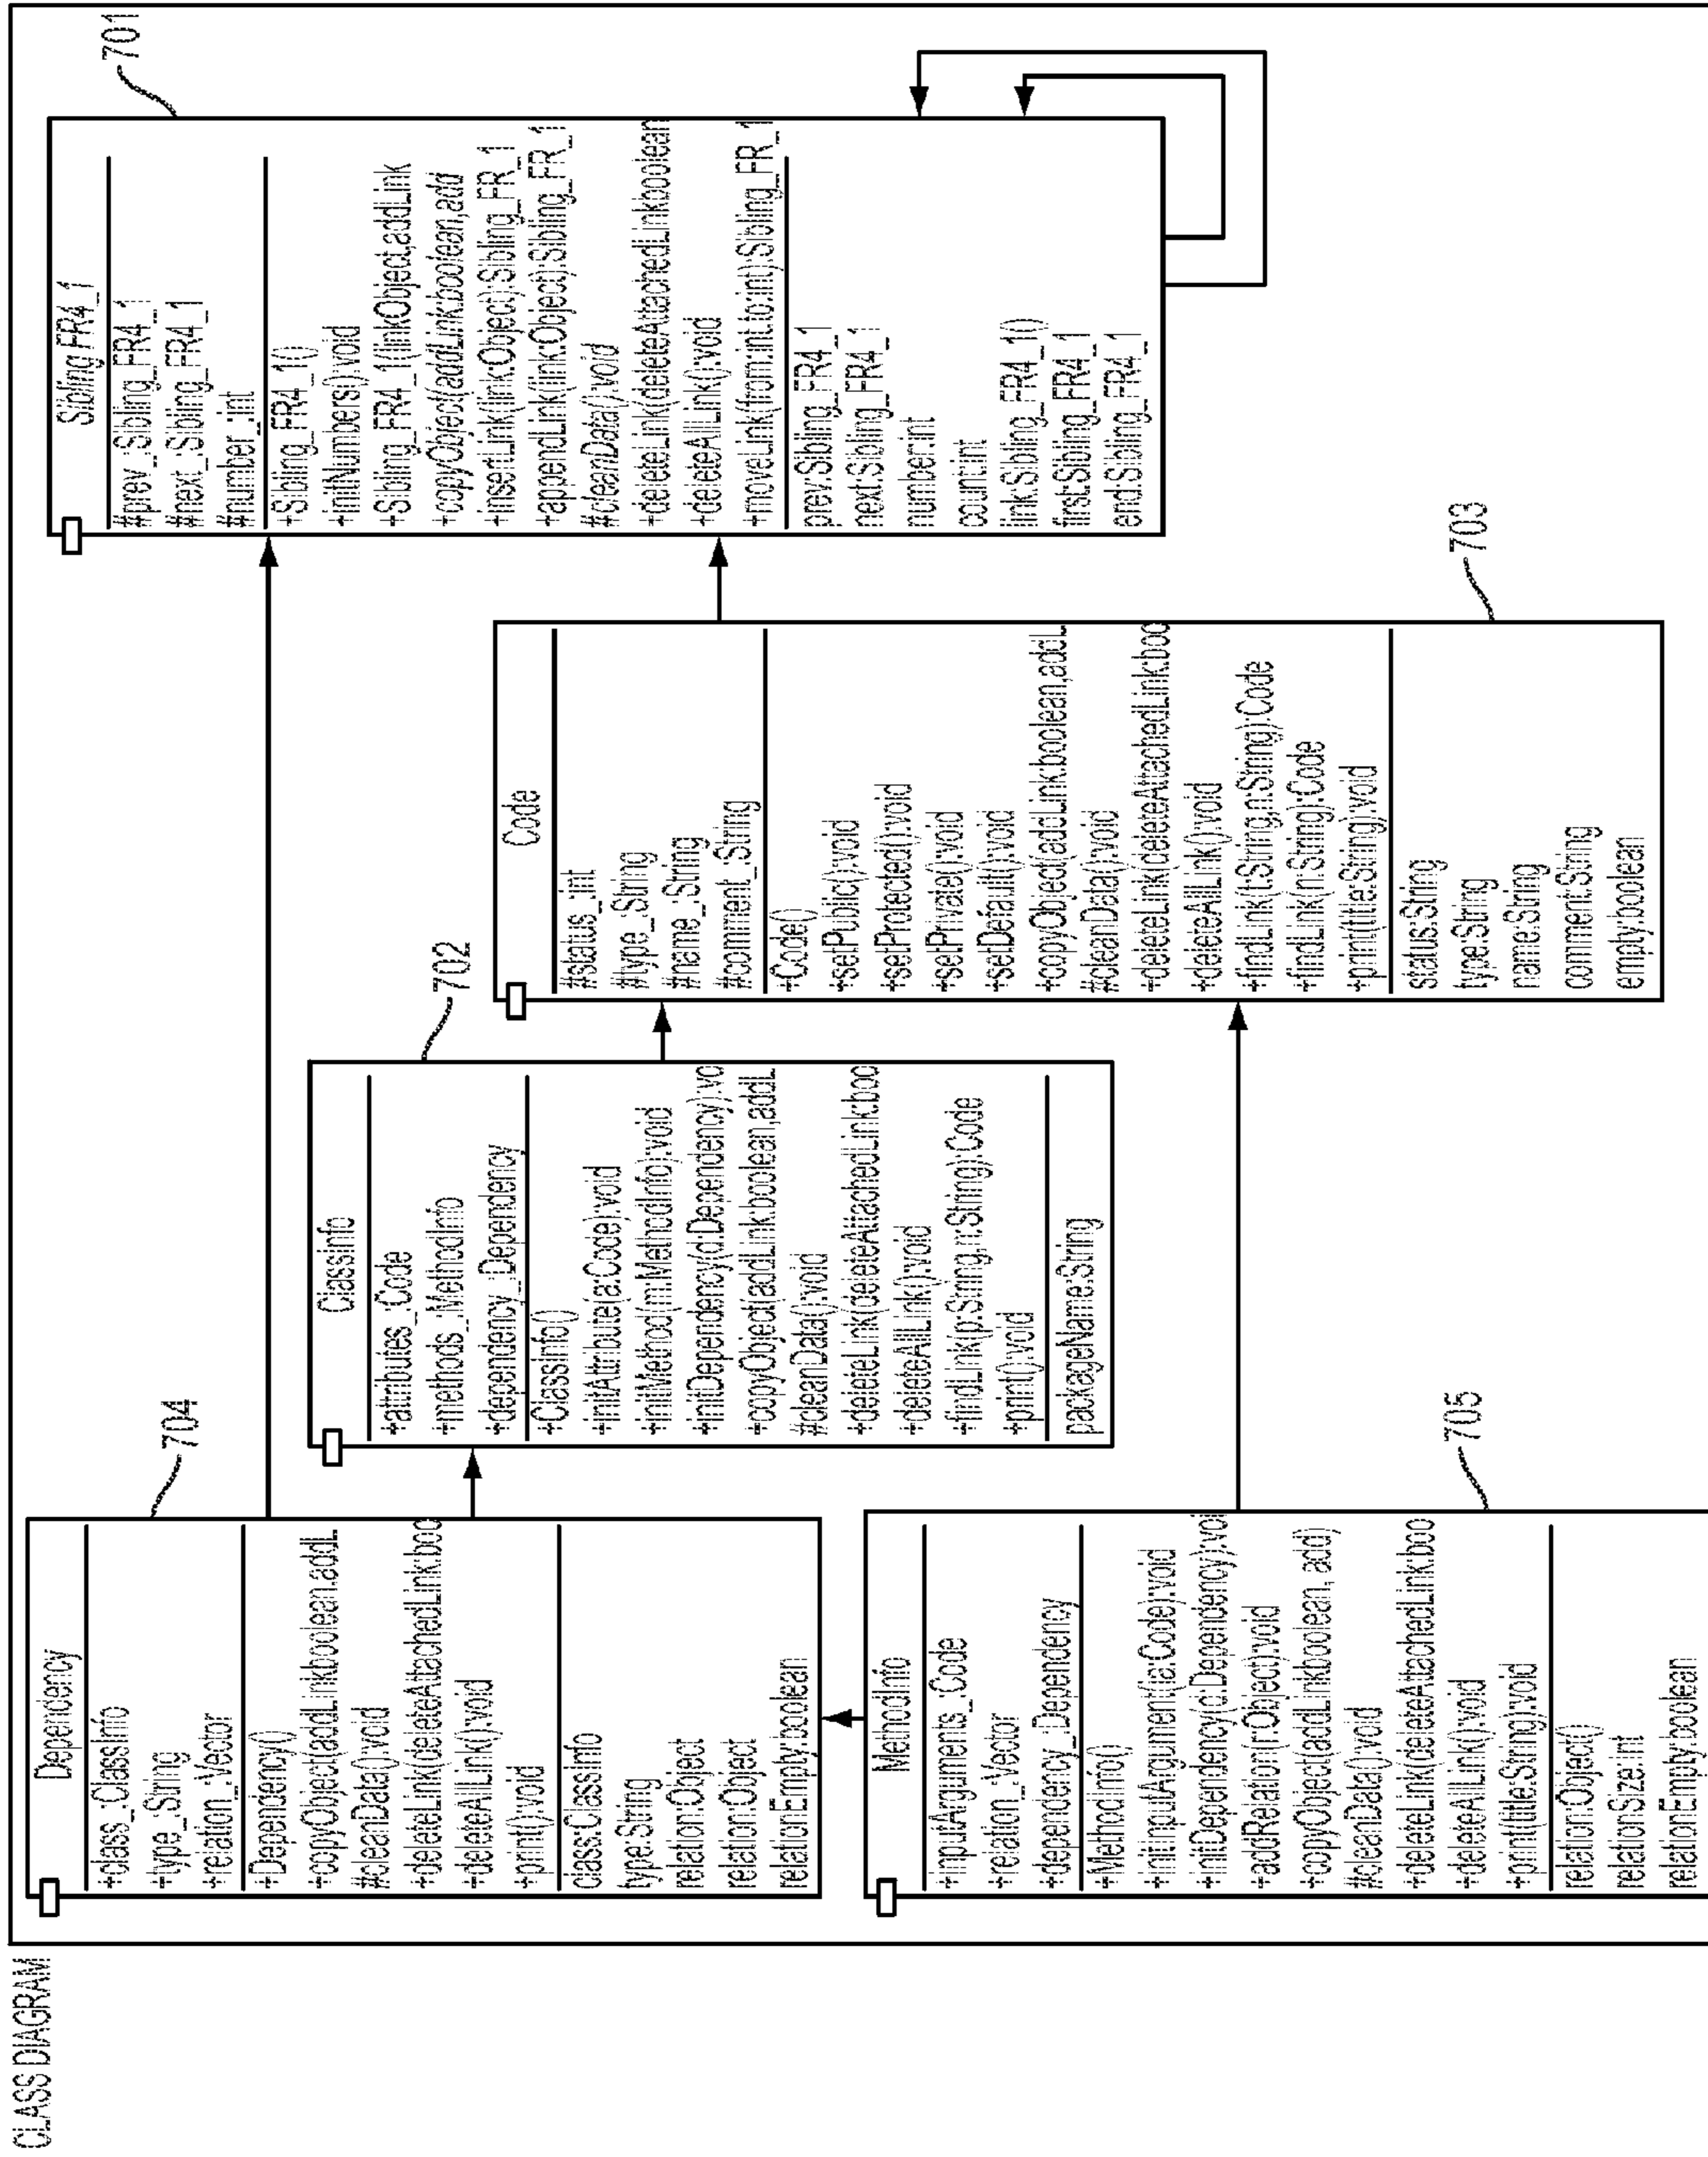 CLASS DIAGRAM
704
Dependency
+class_:ClassInfo
+type_:String
+relation_:Vector
+Dependency()
+copyObject(addLinkboolean.addL
#cleanData():void
+deleteLink(deleteAttachedLink:boo
+deleteAllLink():void
+print():void
class:ClassInfo
type:String
relation:Object
relation:Object
relationEmpty:boolean
705
MethodInfo
+inputArguments_:Code
+relation_:Vector
+dependency_:Dependency
+MethodInfo()
+initinputArgument(ia:Code):void
+initDependency(d:Dependency):voi
+addRelation(r:Object):void
+copyObject(addLinkboolean, add)
#cleanData():void
+deleteLink(deleteAttachedLink:boo
+deleteAllLink():void
+print(title:String):void
relation:Object()
relationSize:int
relationEmpty:boolean
702
ClassInfo
+attributes_:Code
+methods_:MethodInfo
+dependency_:Dependency
+ClassInfo()
+initAttribute(a:Code):void
+initMethod(mi:MethodInfo):void
+initDependency(d:Dependency):vo
+copyObject(addLink:boolean,addL
#cleanData():void
+deleteLink(deleteAttachedLink:boo
+deleteAllLink():void
+findLink(p:String,n:String):Code
+print():void
packageName:String
703
Code
#status_:int
#type_:String
#name_:String
#comment_:String
+Code()
+setPublic():void
+setProtected():void
+setPrivate():void
+setDefault():void
+copyObject(addLink:boolean,addL
#cleanData():void
+deleteLink(deleteAttachedLink:boo
+deleteAllLink():void
+findLink(t:String,n:String):Code
+findLink(n:String):Code
+print(title:String):void
status:String
type:String
name:String
comment:String
empty:boolean
701
Sibling FR4_1
#prev_:Sibling_FR4_1
#next_:Sibling_FR4_1
#number_:int
+Sibling_FR4_1()
+initNumbers():void
+Sibling_FR4_1(linkObject,addLink
+copyObject(addLink:boolean,add
+insertLink(link:Object):Sibling_FR_1
+appendLink(link:Object):Sibling_FR_1
#cleanData():void
+deleteLink(deleteAttachedLinkboolean
+deleteAllLink():void
+moveLink(from:int,to:int):Sibling_FR_1
prev:Sibling_FR4_1
next:Sibling_FR4_1
number:int
count:int
link:Sibling_FR4_1()
first:Sibling_FR4_1
end:Sibling_FR4_1